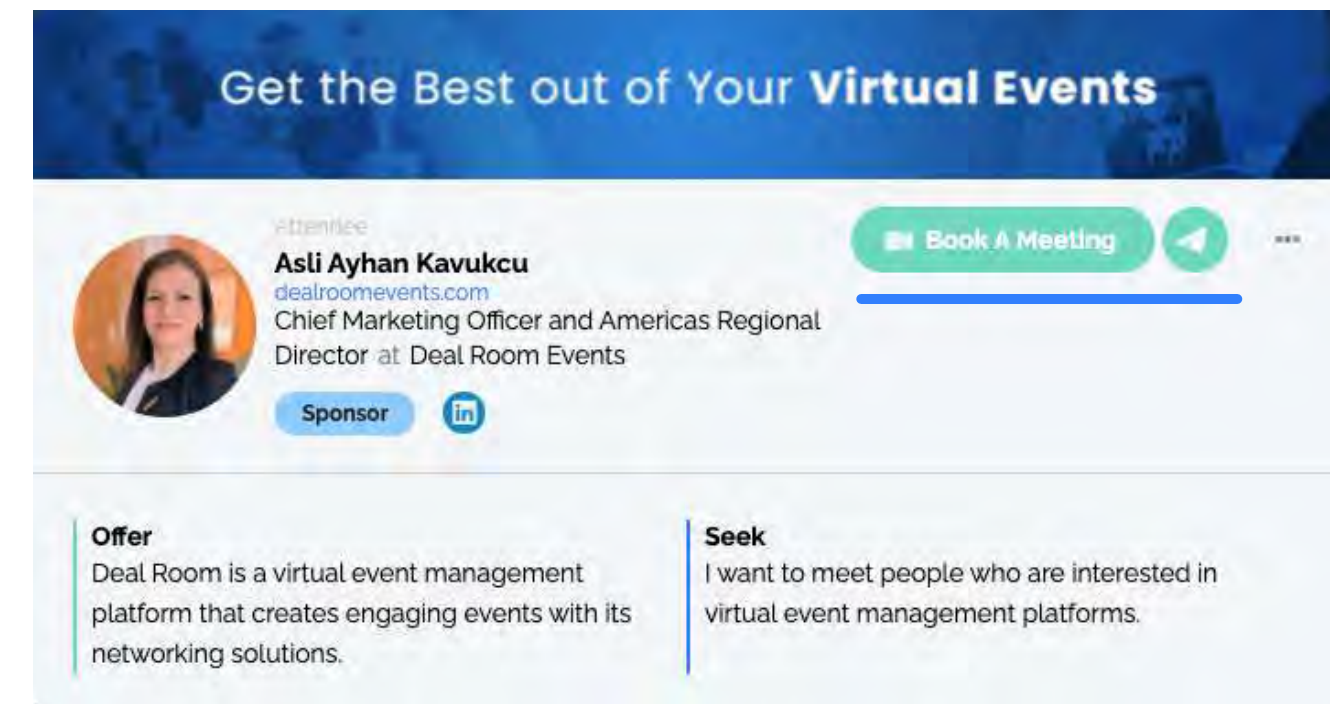 Get the Best out of Your Virtual Events
Attendee
Book A Meeting
Asli Ayhan Kavukcu
dealroomevents.com
Chief Marketing Officer and Americas Regional
Director at Deal Room Events
Sponsor
in
Offer
Deal Room is a virtual event management
platform that creates engaging events with its
networking solutions.
Seek
I want to meet people who are interested in
virtual event management platforms.